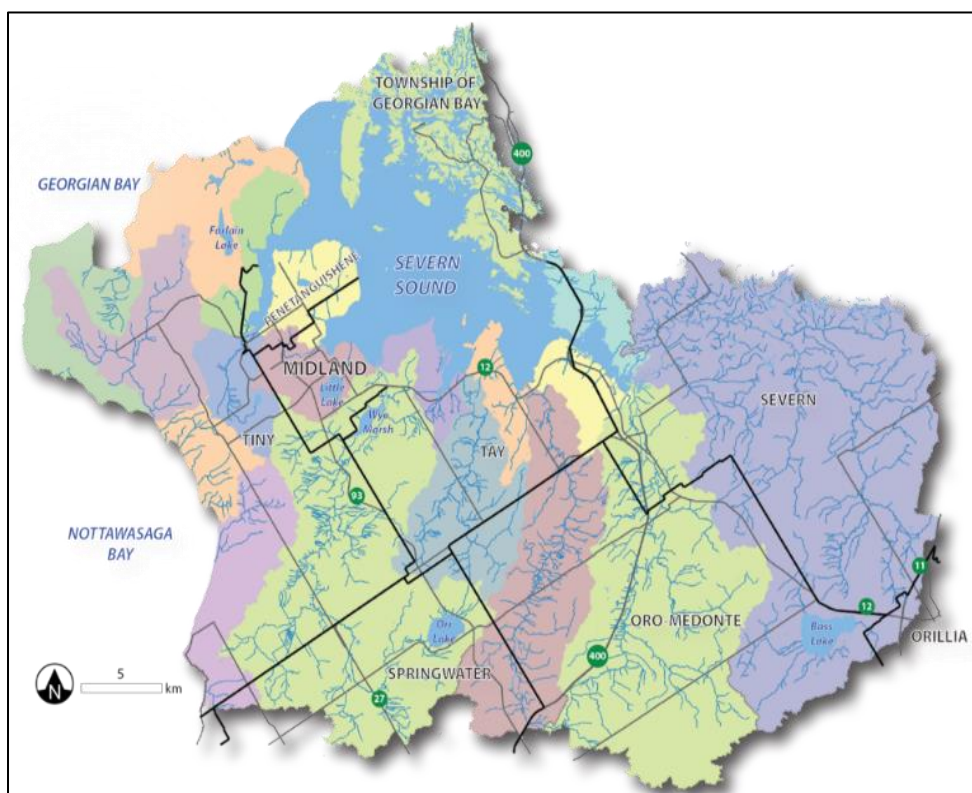 TOWNSHIP OF
GEORGIAN BAY
400
GEORGIAN BAY
Farlain
Lake
SEVERN
SOUND
PENETANGUISHENE
MIDLAND
Little
Lake
12
SEVERN
Wye
Marsh
TINY
TAY
93
NOTTAWASAGA
BAY
11
12
Orr
Lake
ORO-MEDONTE
Bass
Lake
ORILLIA
400
SPRINGWATER
5
km
N
27